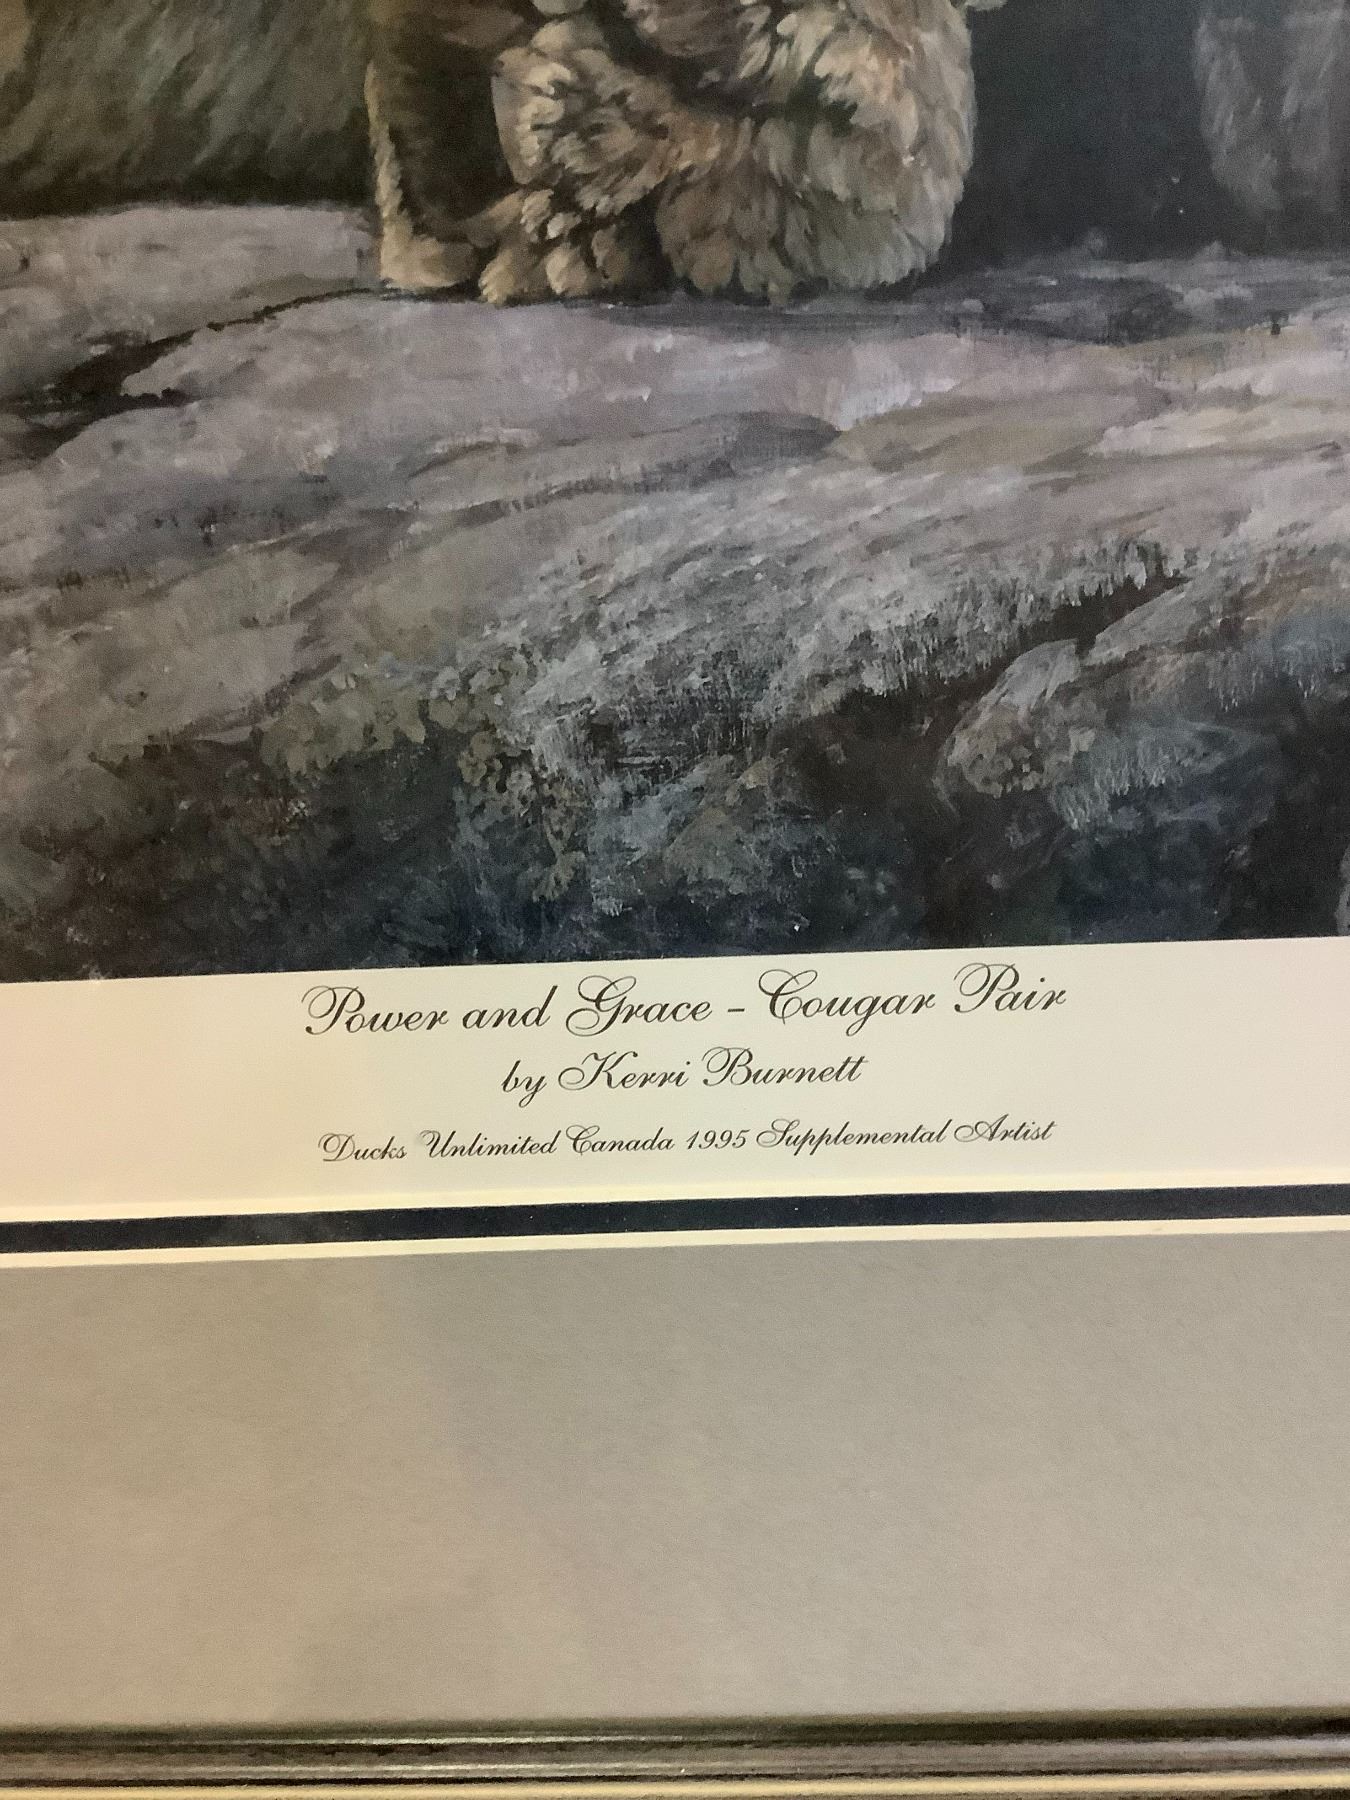 Power and Grace - Cougar Pair
by Kerri Burnett
Ducks Unlimited Canada 1995 Supplemental Artist